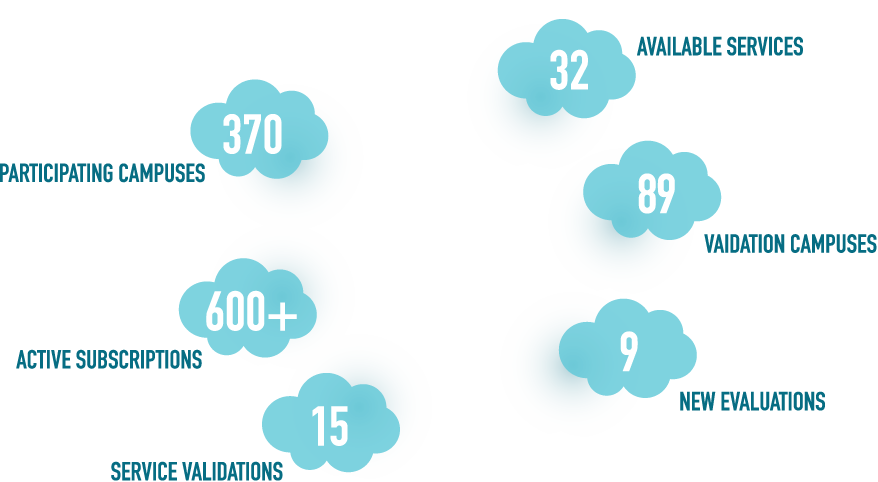 370
PARTICIPATING CAMPUSES
600+
ACTIVE SUBSCRIPTIONS
15
SERVICE VALIDATIONS
32
AVAILABLE SERVICES
89
VAIDATION CAMPUSES
9
NEW EVALUATIONS